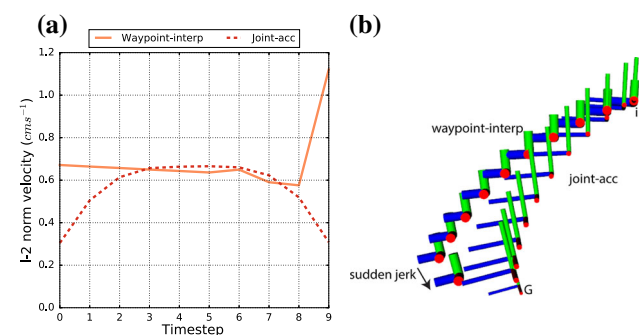 (a)
Waypoint-interp
Joint-acc
1.2
1.0
0.8
0.6
0.4
0.2
0.0
l-2 norm velocity (cms⁻¹)
0 1 2 3 4 5 6 7 8 9
Timestep
(b)
i
waypoint-interp
joint-acc
sudden jerk
G